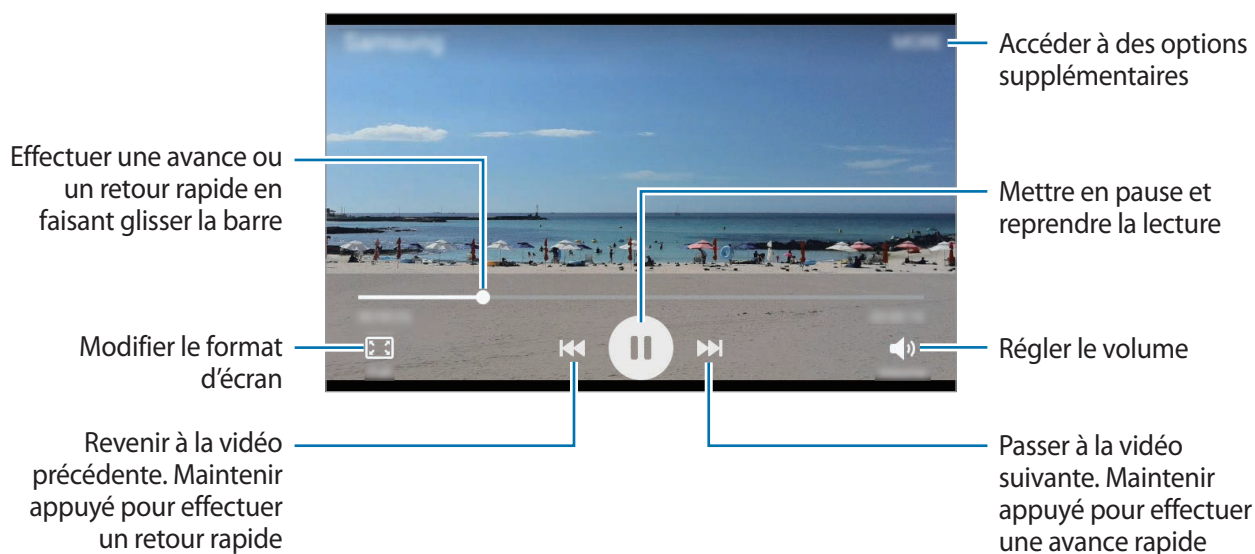 Accéder à des options
supplémentaires
Effectuer une avance ou
un retour rapide en
faisant glisser la barre
Mettre en pause et
reprendre la lecture
Modifier le format
d'écran
Régler le volume
Revenir à la vidéo
précédente. Maintenir
appuyé pour effectuer
un retour rapide
Passer à la vidéo
suivante. Maintenir
appuyé pour effectuer
une avance rapide